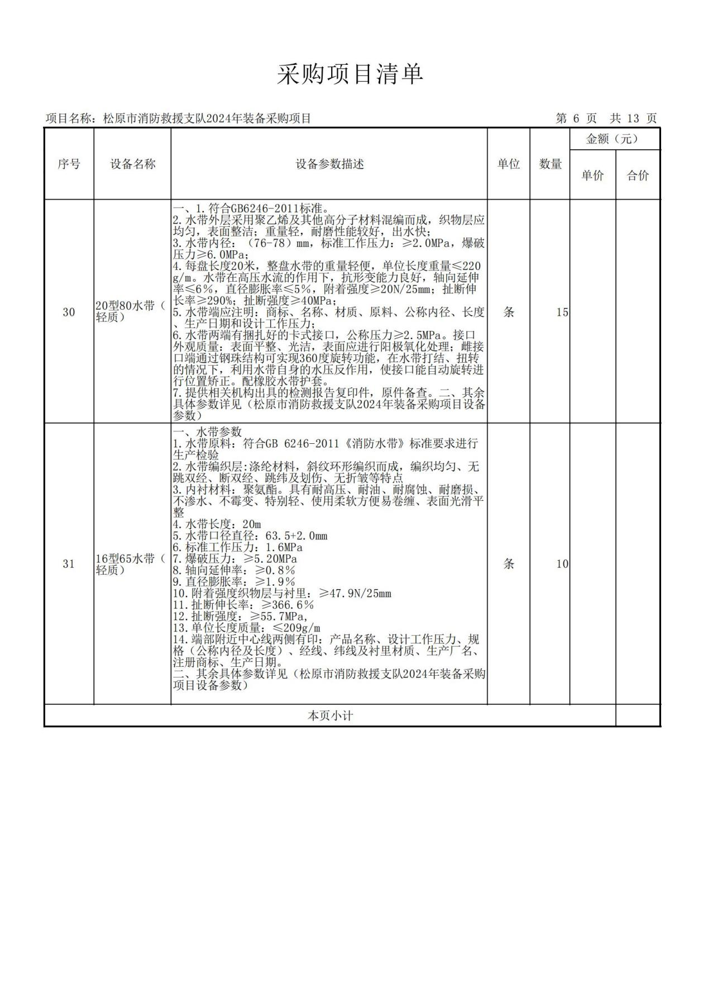 采购项目清单
项目名称：松原市消防救援支队2024年装备采购项目
第 6 页 共 13 页
序号
设备名称
设备参数描述
单位
数量
金额（元）
单价
合价
30
20型80水带（
轻质）
一、1.符合GB6246-2011标准。
2.水带外层采用聚乙烯及其他高分子材料混编而成，织物层应
均匀，表面整洁；重量轻，耐磨性能较好，出水快；
3.水带内径：（76-78）mm，标准工作压力：≥2.0MPa，爆破
压力≥6.0MPa；
4.每盘长度20米，整盘水带的重量轻便，单位长度重量≤220
g/m。水带在高压水流的作用下，抗形变能力良好，轴向延伸
率≤6％，直径膨胀率≤5％，附着强度≥20N/25mm；扯断伸
长率≥290%；扯断强度≥40MPa；
5.水带端应注明：商标、名称、材质、原料、公称内径、长度
、生产日期和设计工作压力；
6.水带两端有捆扎好的卡式接口，公称压力≥2.5MPa。接口
外观质量：表面平整、光洁，表面应进行阳极氧化处理；雌接
口端通过钢珠结构可实现360度旋转功能，在水带打结、扭转
的情况下，利用水带自身的水压反作用，使接口能自动旋转进
行位置矫正。配橡胶水带护套。
7.提供相关机构出具的检测报告复印件，原件备查。二、其余
具体参数详见（松原市消防救援支队2024年装备采购项目设备
参数）
条
15
31
16型65水带（
轻质）
一、水带参数
1.水带原料：符合GB 6246-2011《消防水带》标准要求进行
生产检验
2.水带编织层:涤纶材料，斜纹环形编织而成，编织均匀、无
跳双经、断双经、跳纬及划伤、无折皱等特点
3.内衬材料：聚氨酯。具有耐高压、耐油、耐腐蚀、耐磨损、
不渗水、不霉变、特别轻、使用柔软方便易卷缠、表面光滑平
整
4.水带长度：20m
5.水带口径直径：63.5+2.0mm
6.标准工作压力：1.6MPa
7.爆破压力：≥5.20MPa
8.轴向延伸率：≥0.8％
9.直径膨胀率：≥1.9％
10.附着强度织物层与衬里：≥47.9N/25mm
11.扯断伸长率：≥366.6％
12.扯断强度：≥55.7MPa,
13.单位长度质量：≤209g/m
14.端部附近中心线两侧有印：产品名称、设计工作压力、规
格（公称内径及长度）、经线、纬线及衬里材质、生产厂名、
注册商标、生产日期。
二、其余具体参数详见（松原市消防救援支队2024年装备采购
项目设备参数）
条
10
本页小计